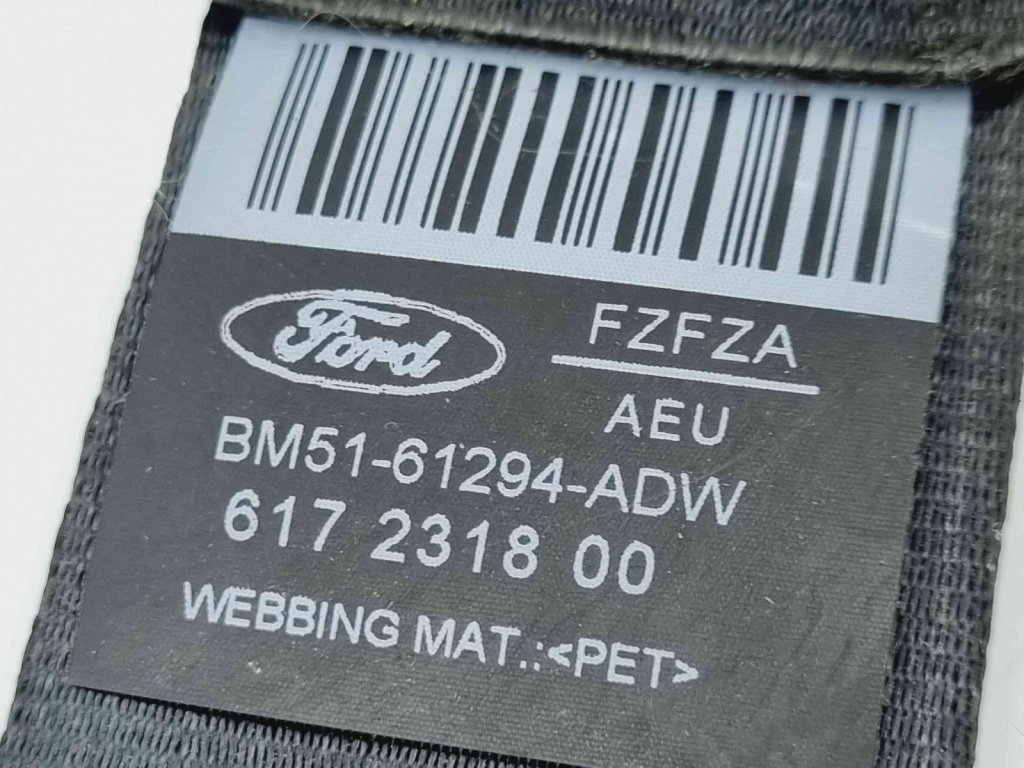 Ford
FZFZA
AEU
BM51-61294-ADW
617 2318 00
WEBBING MAT.:<PET>